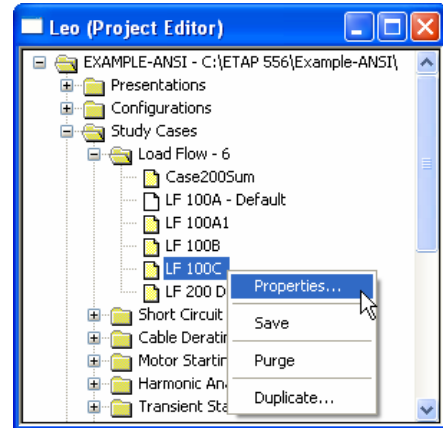 Leo (Project Editor)
EXAMPLE-ANSI - C:\ETAP 556\Example-ANSI\
Presentations
Configurations
Study Cases
Load Flow - 6
Case200Sum
LF 100A - Default
LF 100A1
LF 100B
LF 100C
Properties...
LF 200 D
Save
Short Circuit
Cable Deratin
Purge
Motor Startin
Harmonic An
Duplicate...
Transient Sta